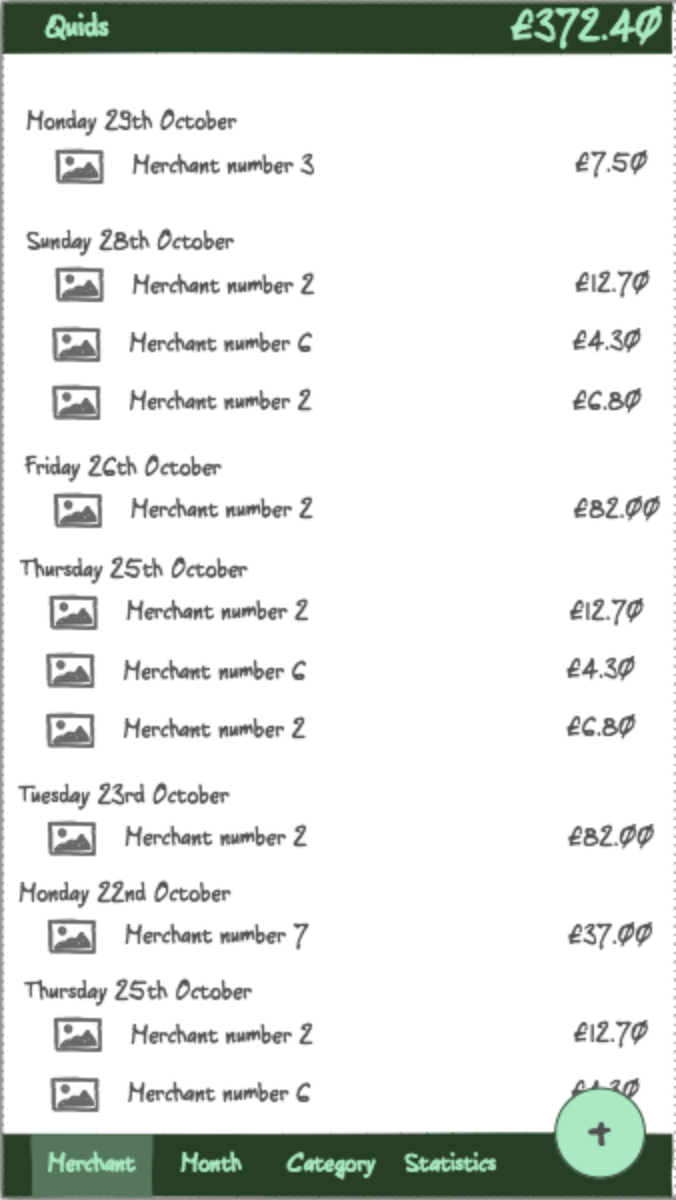 Quids £372.40
Monday 29th October
Merchant number 3 £7.50
Sunday 28th October
Merchant number 2 £12.70
Merchant number 6 £4.30
Merchant number 2 £6.80
Friday 26th October
Merchant number 2 £82.00
Thursday 25th October
Merchant number 2 £12.70
Merchant number 6 £4.30
Merchant number 2 £6.80
Tuesday 23rd October
Merchant number 2 £82.00
Monday 22nd October
Merchant number 7 £37.00
Thursday 25th October
Merchant number 2 £12.70
Merchant number 6
+
Merchant Month Category Statistics